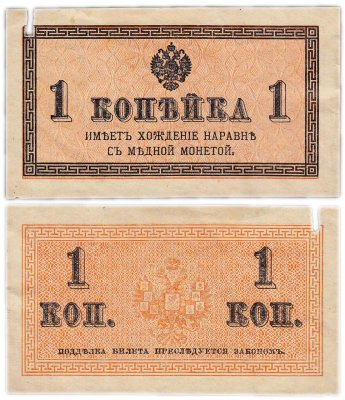 1 КОПѢЙКА 1
ИМѢЕТЪ ХОЖДЕНІЕ НАРАВНѢ
СЪ МѢДНОЙ МОНЕТОЙ.
1 1
КОП. КОП.
ПОДДѢЛКА БИЛЕТА ПРЕСЛѢДУЕТСЯ ЗАКОНОМЪ.